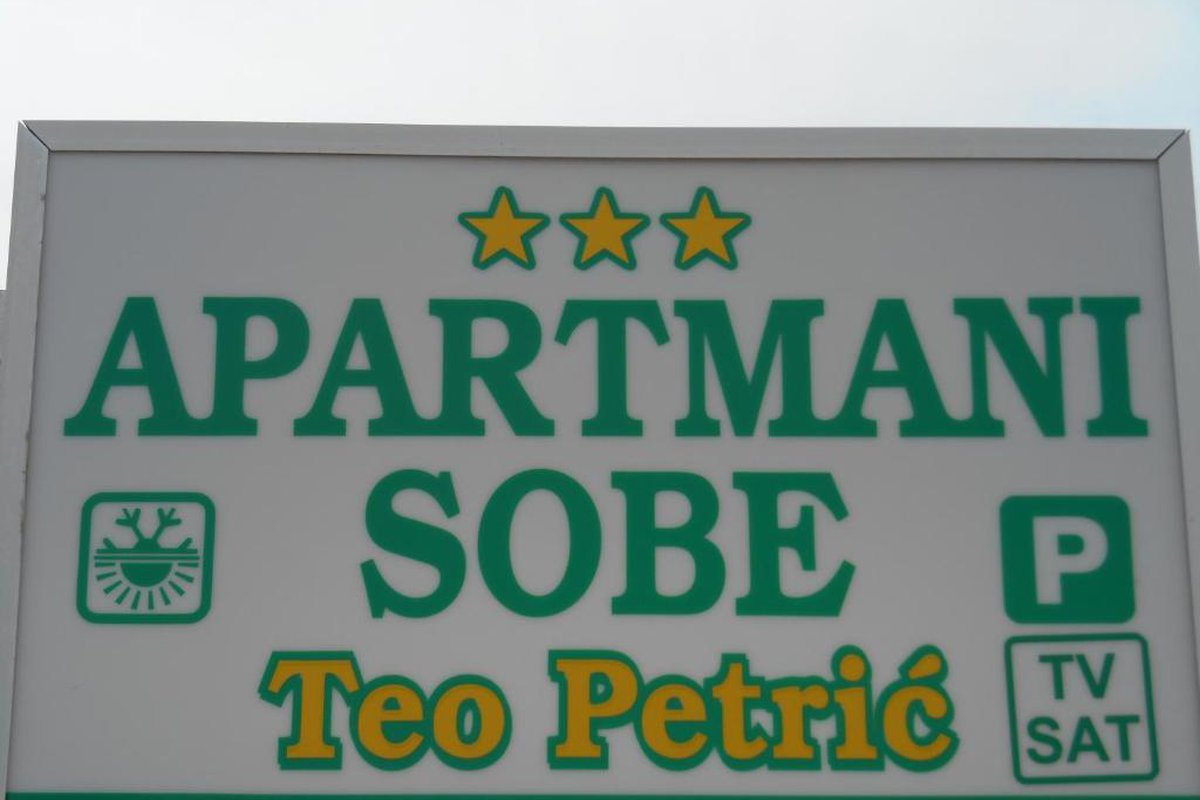 APARTMANI
SOBE
P
Teo Petrić
TV
SAT